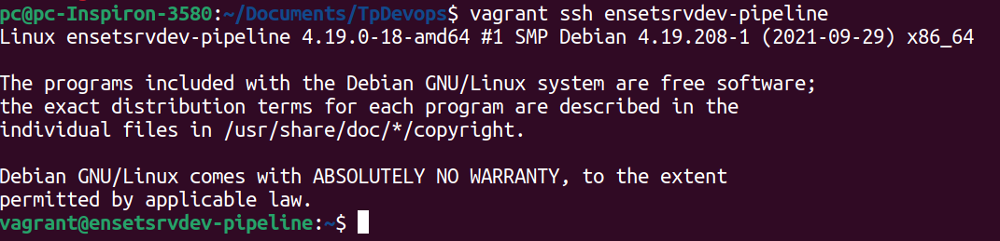 pc@pc-Inspiron-3580:~/Documents/TpDevops$ vagrant ssh ensetsrvdev-pipeline
Linux ensetsrvdev-pipeline 4.19.0-18-amd64 #1 SMP Debian 4.19.208-1 (2021-09-29) x86_64
The programs included with the Debian GNU/Linux system are free software;
the exact distribution terms for each program are described in the
individual files in /usr/share/doc/*/copyright.
Debian GNU/Linux comes with ABSOLUTELY NO WARRANTY, to the extent
permitted by applicable law.
vagrant@ensetsrvdev-pipeline:~$